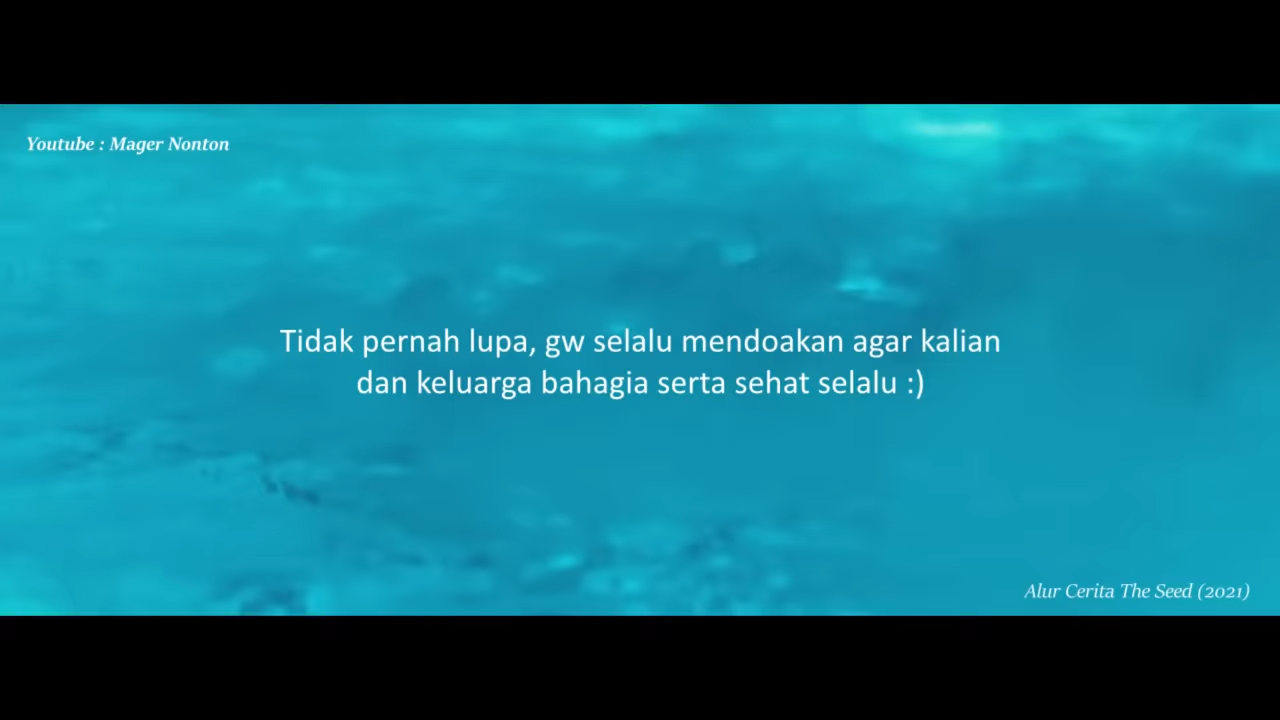 Youtube : Mager Nonton
Tidak pernah lupa, gw selalu mendoakan agar kalian
dan keluarga bahagia serta sehat selalu :)
Alur Cerita The Seed (2021)